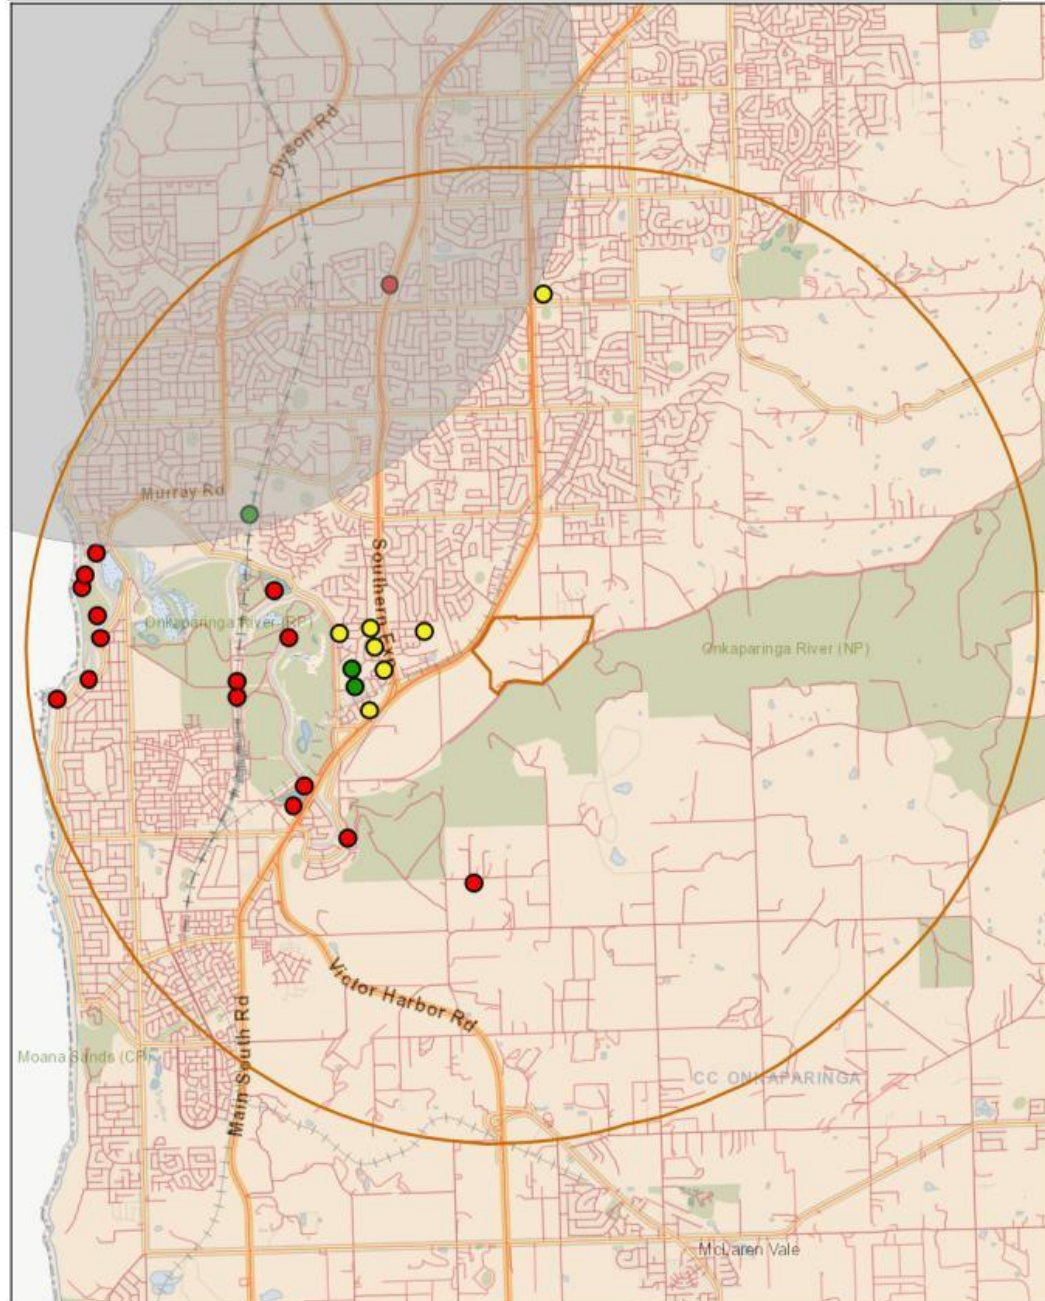 Dyson Rd
Murray Rd
Southern Exp
Onkaparinga River (RP)
Onkaparinga River (NP)
Victor Harbor Rd
Main South Rd
Moana Sands (CP)
CC ONKAPARINGA
McLaren Vale